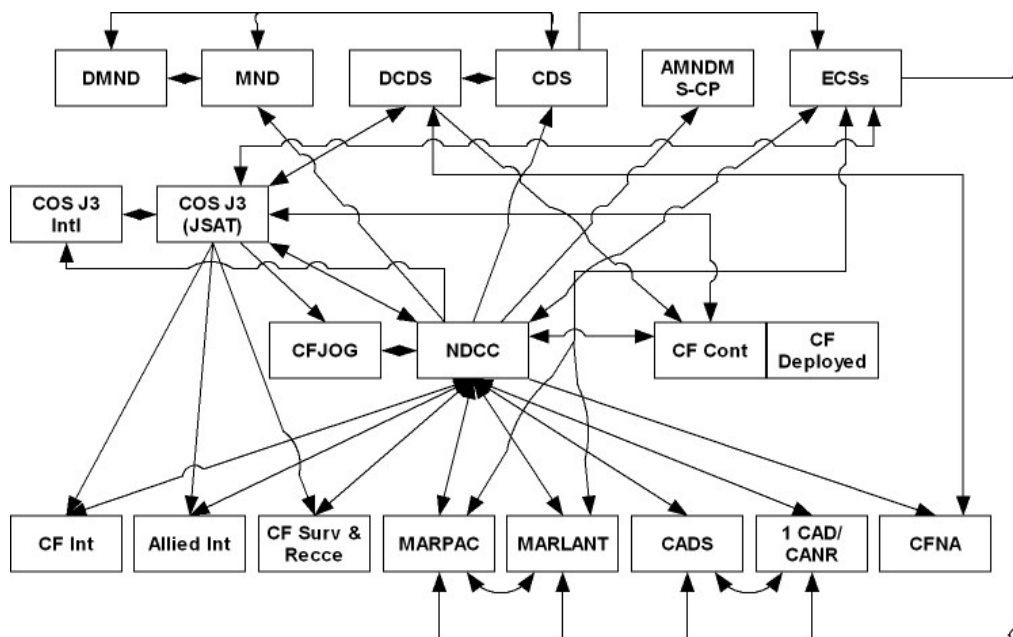 DMND
MND
DCDS
CDS
AMNDM
S-CP
ECSs
COS J3
Intl
COS J3
(JSAT)
CFJOG
NDCC
CF Cont
CF
Deployed
CF Int
Allied Int
CF Surv &
Recce
MARPAC
MARLANT
CADS
1 CAD/
CANR
CFNA